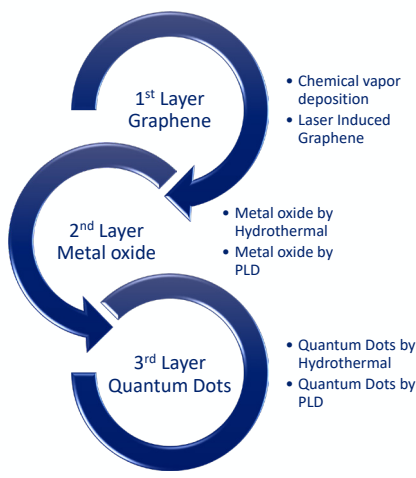 1st Layer
Graphene
• Chemical vapor
deposition
• Laser Induced
Graphene
2nd Layer
Metal oxide
• Metal oxide by
Hydrothermal
• Metal oxide by
PLD
3rd Layer
Quantum Dots
• Quantum Dots by
Hydrothermal
• Quantum Dots by
PLD